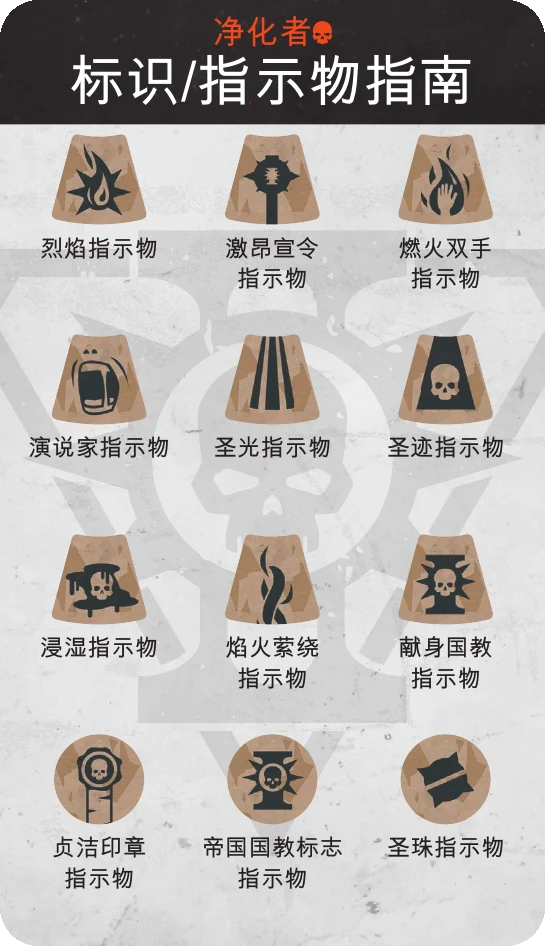 净化者
标识/指示物指南
烈焰指示物
激昂宣令
指示物
燃火双手
指示物
演说家指示物
圣光指示物
圣迹指示物
浸湿指示物
焰火萦绕
指示物
献身国教
指示物
贞洁印章
指示物
帝国国教标志
指示物
圣珠指示物